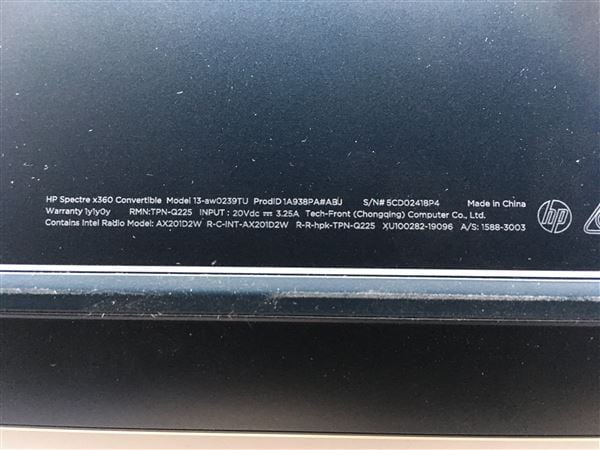 HP Spectre x360 Convertible Model 13-aw0239TU ProdID 1A938PA#ABJ S/N# 5CD02418P4 Made in China
Warranty 1y1y0y RMN:TPN-Q225 INPUT : 20Vdc ⎓ 3.25A Tech-Front (Chongqing) Computer Co., Ltd.
Contains Intel Radio Model: AX201D2W R-C-INT-AX201D2W R-R-hpk-TPN-Q225 XU100282-19096 A/S: 1588-3003
hp